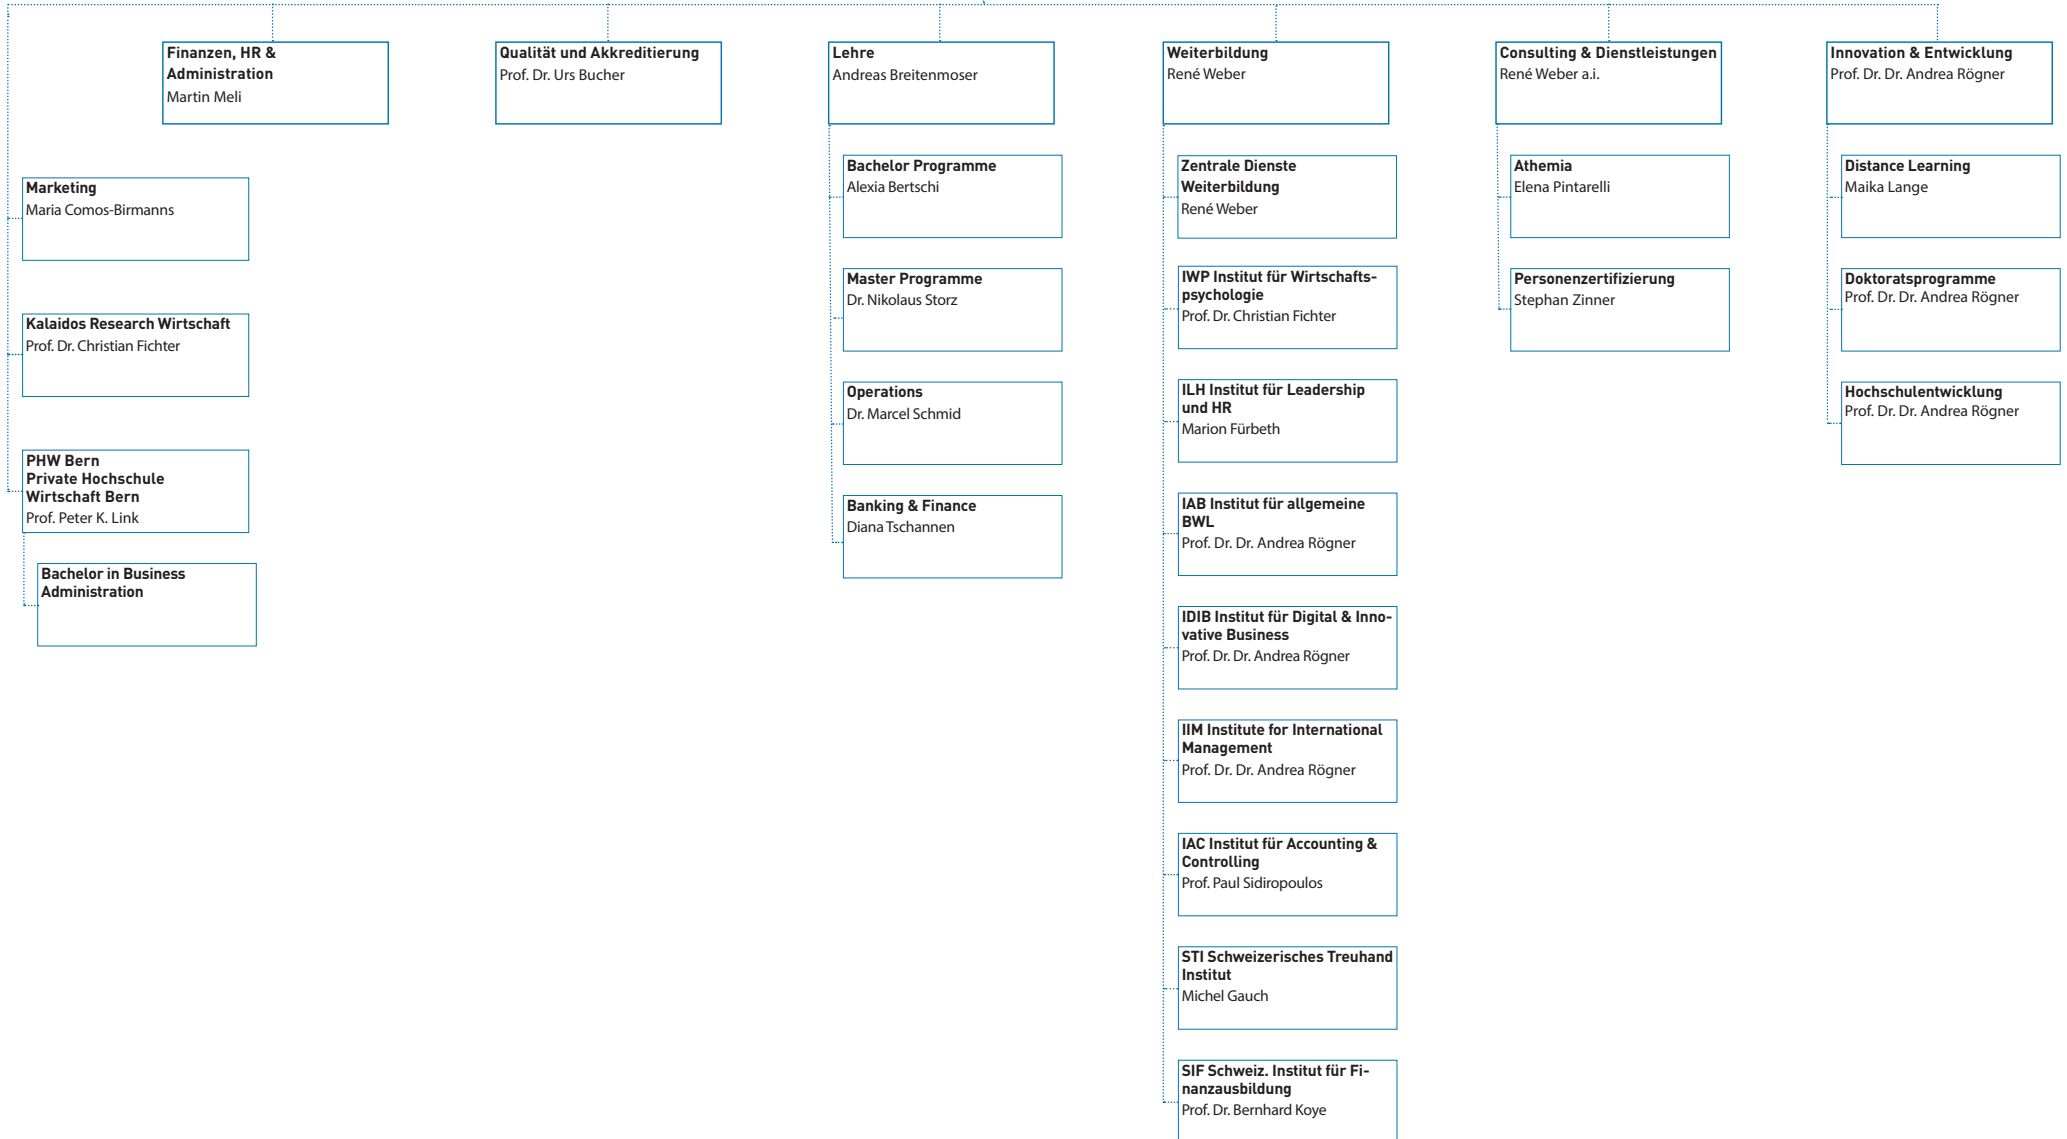 Finanzen, HR &
Administration
Martin Meli
Qualität und Akkreditierung
Prof. Dr. Urs Bucher
Lehre
Andreas Breitenmoser
Weiterbildung
René Weber
Consulting & Dienstleistungen
René Weber a.i.
Innovation & Entwicklung
Prof. Dr. Dr. Andrea Rögner
Marketing
Maria Comos-Birmanns
Kalaidos Research Wirtschaft
Prof. Dr. Christian Fichter
PHW Bern
Private Hochschule
Wirtschaft Bern
Prof. Peter K. Link
Bachelor in Business
Administration
Bachelor Programme
Alexia Bertschi
Master Programme
Dr. Nikolaus Storz
Operations
Dr. Marcel Schmid
Banking & Finance
Diana Tschannen
Zentrale Dienste
Weiterbildung
René Weber
IWP Institut für Wirtschafts-
psychologie
Prof. Dr. Christian Fichter
ILH Institut für Leadership
und HR
Marion Fürbeth
IAB Institut für allgemeine
BWL
Prof. Dr. Dr. Andrea Rögner
IDIB Institut für Digital & Inno-
vative Business
Prof. Dr. Dr. Andrea Rögner
IIM Institute for International
Management
Prof. Dr. Dr. Andrea Rögner
IAC Institut für Accounting &
Controlling
Prof. Paul Sidiropoulos
STI Schweizerisches Treuhand
Institut
Michel Gauch
SIF Schweiz. Institut für Fi-
nanzausbildung
Prof. Dr. Bernhard Koye
Athemia
Elena Pintarelli
Personenzertifizierung
Stephan Zinner
Distance Learning
Maika Lange
Doktoratsprogramme
Prof. Dr. Dr. Andrea Rögner
Hochschulentwicklung
Prof. Dr. Dr. Andrea Rögner